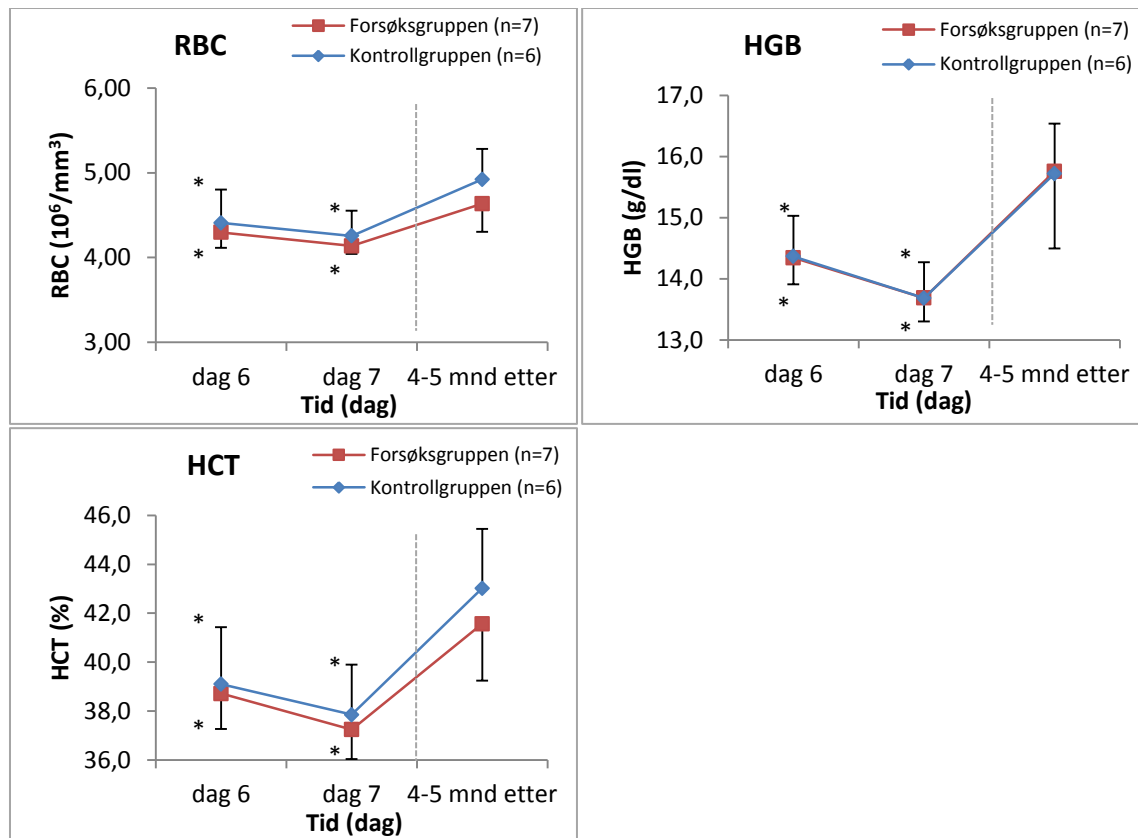 RBC
Forsøksgruppen (n=7)
Kontrollgruppen (n=6)
6,00
5,00
4,00
3,00
RBC (10⁶/mm³)
*
*
*
*
dag 6 dag 7 4-5 mnd etter
Tid (dag)
HGB
Forsøksgruppen (n=7)
Kontrollgruppen (n=6)
17,0
16,0
15,0
14,0
13,0
HGB (g/dl)
*
*
*
*
dag 6 dag 7 4-5 mnd etter
Tid (dag)
HCT
Forsøksgruppen (n=7)
Kontrollgruppen (n=6)
46,0
44,0
42,0
40,0
38,0
36,0
HCT (%)
*
*
*
*
dag 6 dag 7 4-5 mnd etter
Tid (dag)